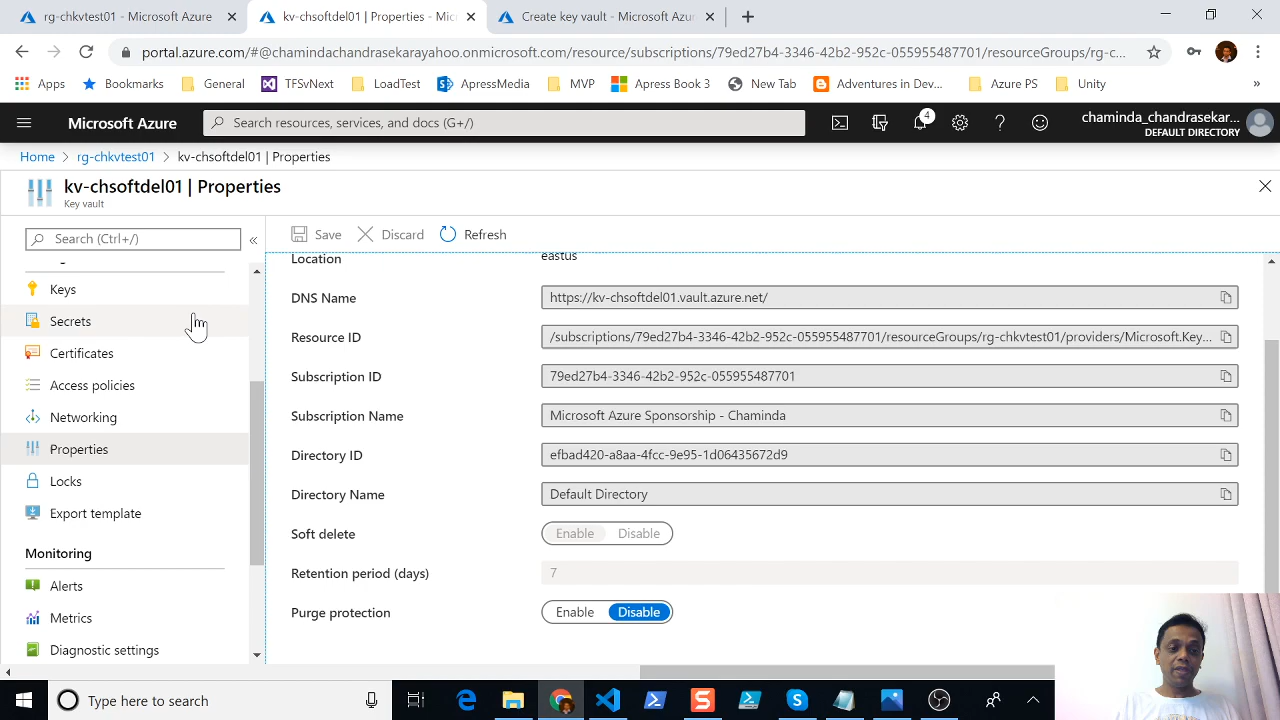 rg-chkvtest01 - Microsoft Azure
kv-chsoftdel01 | Properties - Mic
Create key vault - Microsoft Azur
portal.azure.com/#@chamindachandrasekarayahoo.onmicrosoft.com/resource/subscriptions/79ed27b4-3346-42b2-952c-055955487701/resourceGroups/rg-c...
Apps
Bookmarks
General
TFSvNext
LoadTest
ApressMedia
MVP
Apress Book 3
New Tab
Adventures in Dev...
Azure PS
Unity
»
Microsoft Azure
Search resources, services, and docs (G+/)
4
chaminda_chandrasekar...
DEFAULT DIRECTORY
Home > rg-chkvtest01 > kv-chsoftdel01 | Properties
kv-chsoftdel01 | Properties
Key vault
Search (Ctrl+/)
«
Save
Discard
Refresh
Keys
Secrets
Certificates
Access policies
Networking
Properties
Locks
Export template
Monitoring
Alerts
Metrics
Diagnostic settings
Location eastus
DNS Name https://kv-chsoftdel01.vault.azure.net/
Resource ID /subscriptions/79ed27b4-3346-42b2-952c-055955487701/resourceGroups/rg-chkvtest01/providers/Microsoft.Key...
Subscription ID 79ed27b4-3346-42b2-952c-055955487701
Subscription Name Microsoft Azure Sponsorship - Chaminda
Directory ID efbad420-a8aa-4fcc-9e95-1d06435672d9
Directory Name Default Directory
Soft delete Enable Disable
Retention period (days) 7
Purge protection Enable Disable
Type here to search